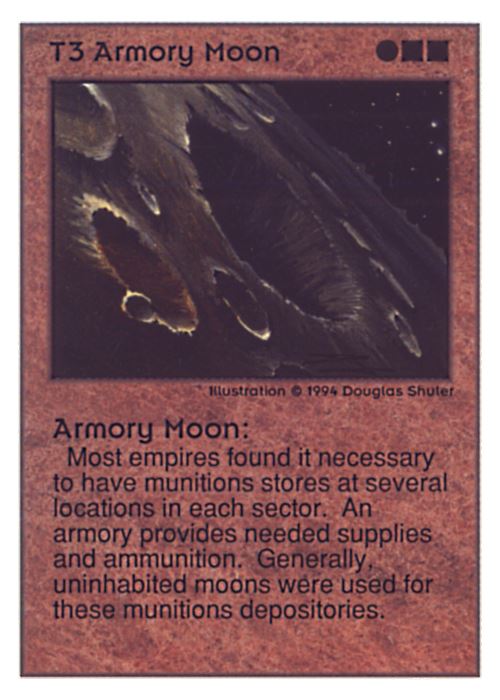 T3 Armory Moon
Illustration © 1994 Douglas Shuler
Armory Moon:
Most empires found it necessary
to have munitions stores at several
locations in each sector. An
armory provides needed supplies
and ammunition. Generally,
uninhabited moons were used for
these munitions depositories.